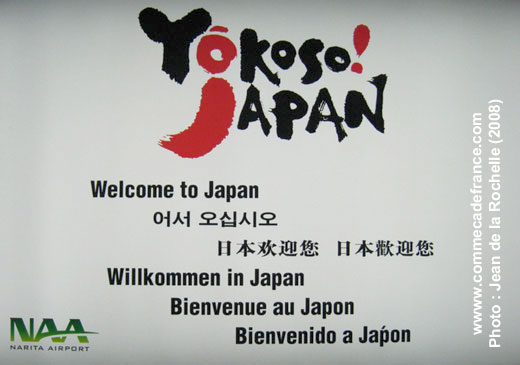 Yōkoso!
JAPAN
Welcome to Japan
어서 오십시오
日本欢迎您 日本歡迎您
Willkommen in Japan
Bienvenue au Japon
Bienvenido a Jaṕon
NAA
NARITA AIRPORT
www.commecadefrance.com
Photo : Jean de la Rochelle (2008)